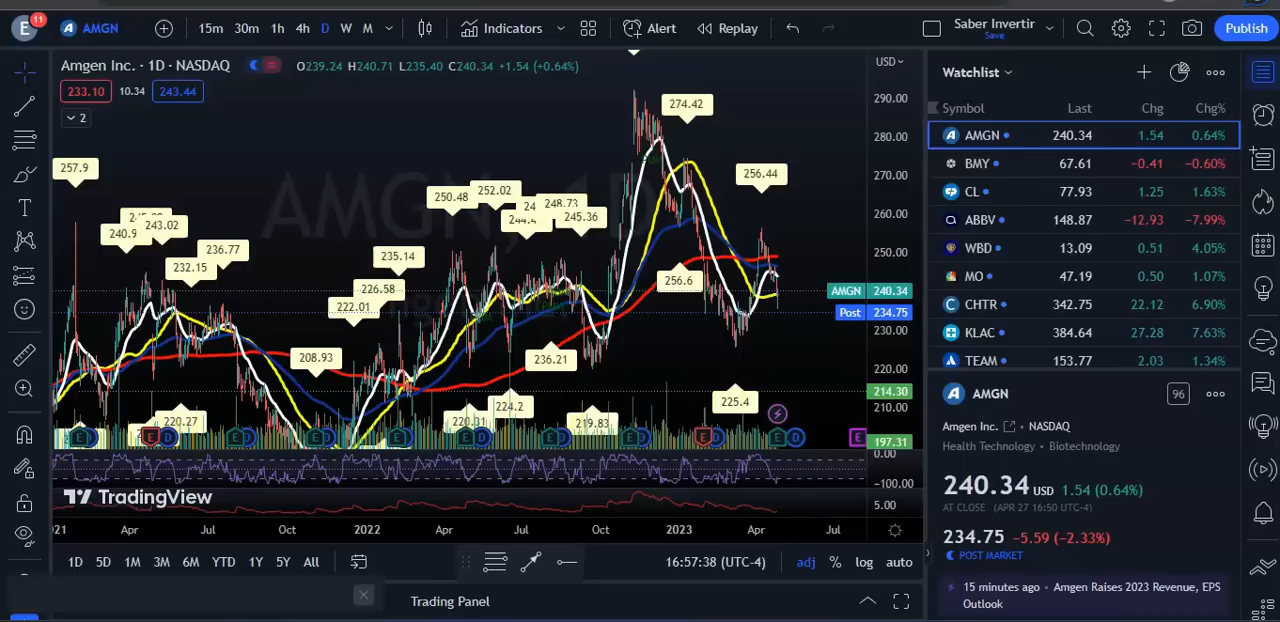 E 11 AMGN 15m 30m 1h 4h D W M Indicators Alert Replay Saber Invertir Publish
Save
Amgen Inc. · 1D · NASDAQ O239.24 H240.71 L235.40 C240.34 +1.54 (+0.64%)
233.10 10.34 243.44
2
USD
290.00
280.00
270.00
260.00
250.00
AMGN 240.34
Post 234.75
230.00
220.00
214.30
210.00
197.31
0.00
−100.00
5.00
AMGN, 1D
257.9
240.9
243.02
232.15
236.77
220.27
208.93
222.01
226.58
235.14
250.48
252.02
244.4
248.73
245.36
236.21
224.2
219.83
274.42
256.6
256.44
225.4
E D E D E D E D E D E D E D E D E D E D E
TradingView
Apr Jul Oct 2022 Apr Jul Oct 2023 Apr Jul
1D 5D 1M 3M 6M YTD 1Y 5Y All 16:57:38 (UTC-4) adj % log auto
Trading Panel
Watchlist
Symbol Last Chg Chg%
AMGN 240.34 1.54 0.64%
BMY 67.61 −0.41 −0.60%
CL 77.93 1.25 1.63%
ABBV 148.87 −12.93 −7.99%
WBD 13.09 0.51 4.05%
MO 47.19 0.50 1.07%
CHTR 342.75 22.12 6.90%
KLAC 384.64 27.28 7.63%
TEAM 153.77 2.03 1.34%
AMGN 96
Amgen Inc. • NASDAQ
Health Technology • Biotechnology
240.34 USD 1.54 (0.64%)
AT CLOSE (APR 27 16:50 UTC-4)
234.75 −5.59 (−2.33%)
POST MARKET
15 minutes ago • Amgen Raises 2023 Revenue, EPS
Outlook